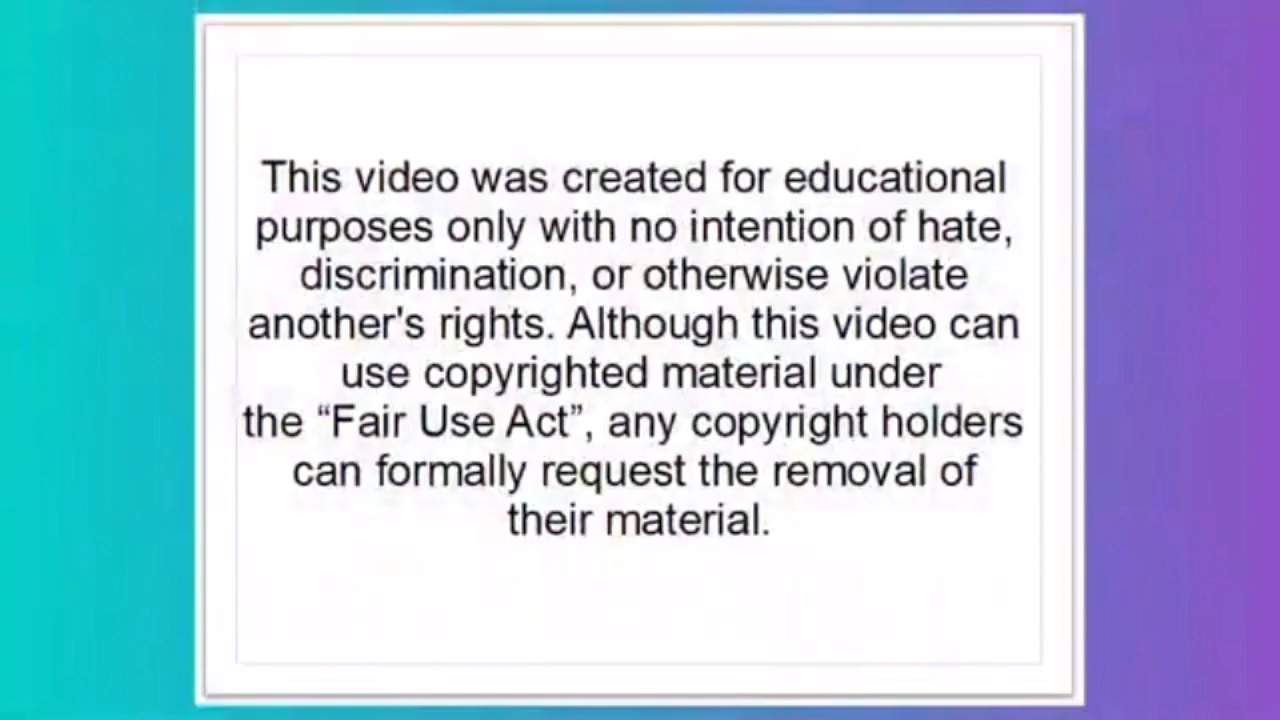 This video was created for educational
purposes only with no intention of hate,
discrimination, or otherwise violate
another's rights. Although this video can
use copyrighted material under
the “Fair Use Act”, any copyright holders
can formally request the removal of
their material.